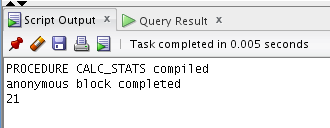 Script Output x Query Result x
Task completed in 0.005 seconds
PROCEDURE CALC_STATS compiled
anonymous block completed
21